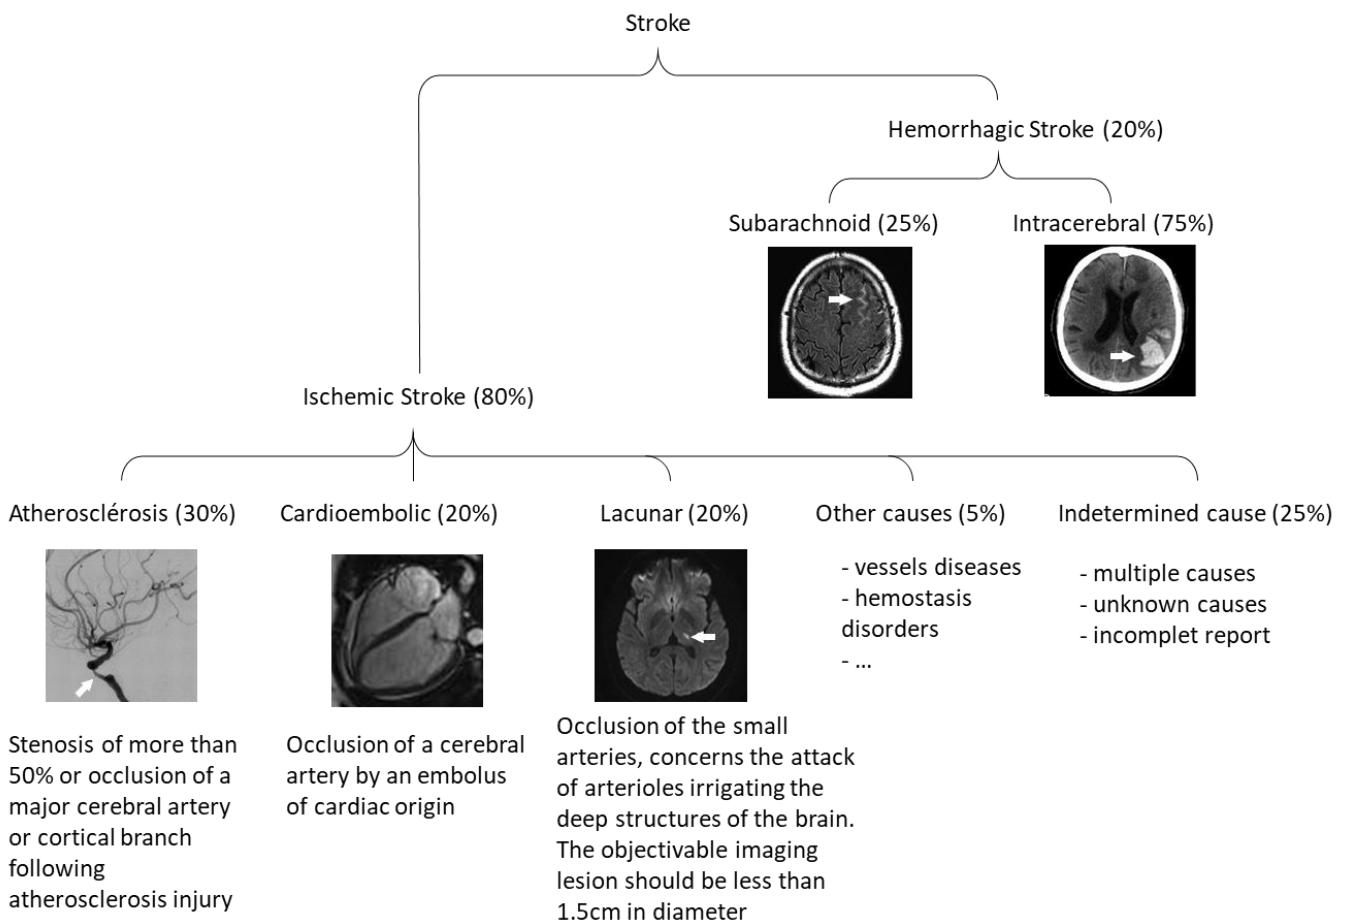 Stroke
Hemorrhagic Stroke (20%)
Subarachnoid (25%)
Intracerebral (75%)
Ischemic Stroke (80%)
Atherosclérosis (30%)
Cardioembolic (20%)
Lacunar (20%)
Other causes (5%)
Indetermined cause (25%)
- vessels diseases
- hemostasis
disorders
- ...
- multiple causes
- unknown causes
- incomplet report
Stenosis of more than
50% or occlusion of a
major cerebral artery
or cortical branch
following
atherosclerosis injury
Occlusion of a cerebral
artery by an embolus
of cardiac origin
Occlusion of the small
arteries, concerns the attack
of arterioles irrigating the
deep structures of the brain.
The objectivable imaging
lesion should be less than
1.5cm in diameter